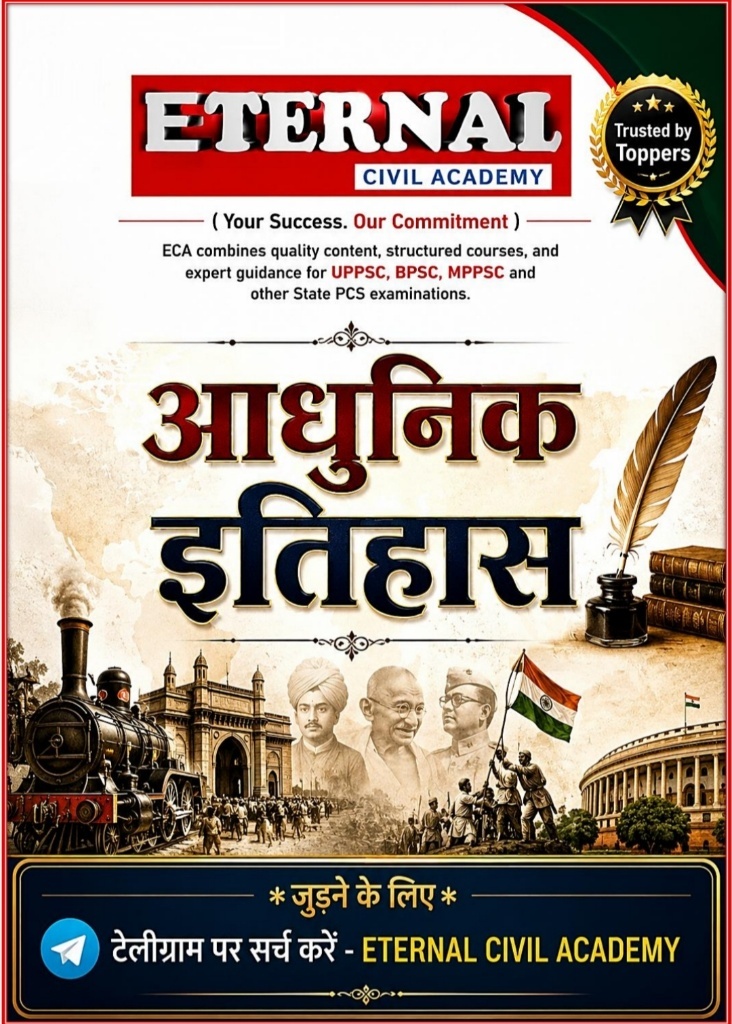 ETERNAL
CIVIL ACADEMY
Trusted by
Toppers
( Your Success. Our Commitment )
ECA combines quality content, structured courses, and
expert guidance for UPPSC, BPSC, MPPSC and
other State PCS examinations.
आधुनिक
इतिहास
* जुड़ने के लिए *
टेलीग्राम पर सर्च करें - ETERNAL CIVIL ACADEMY